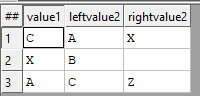 ## value1 leftvalue2 rightvalue2
1 C A X
2 X B
3 A C Z